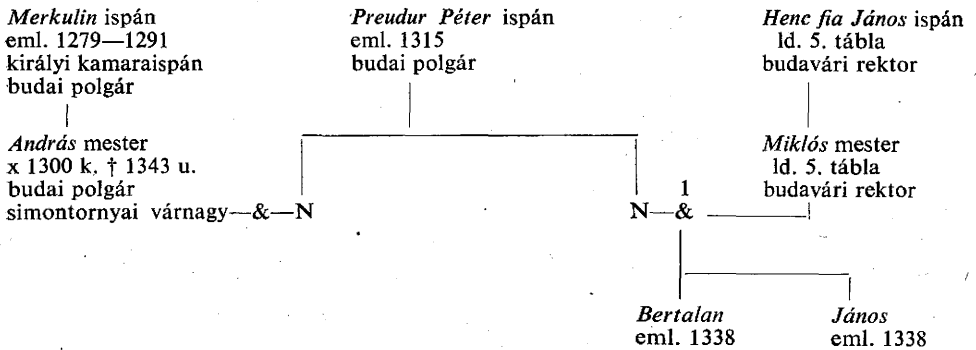 Merkulin ispán
eml. 1279—1291
királyi kamaraispán
budai polgár
Preudur Péter ispán
eml. 1315
budai polgár
Henc fia János ispán
ld. 5. tábla
budavári rektor
András mester
x 1300 k, † 1343 u.
budai polgár
simontornyai várnagy—&—N
N—&
1
Miklós mester
ld. 5. tábla
budavári rektor
Bertalan
eml. 1338
János
eml. 1338